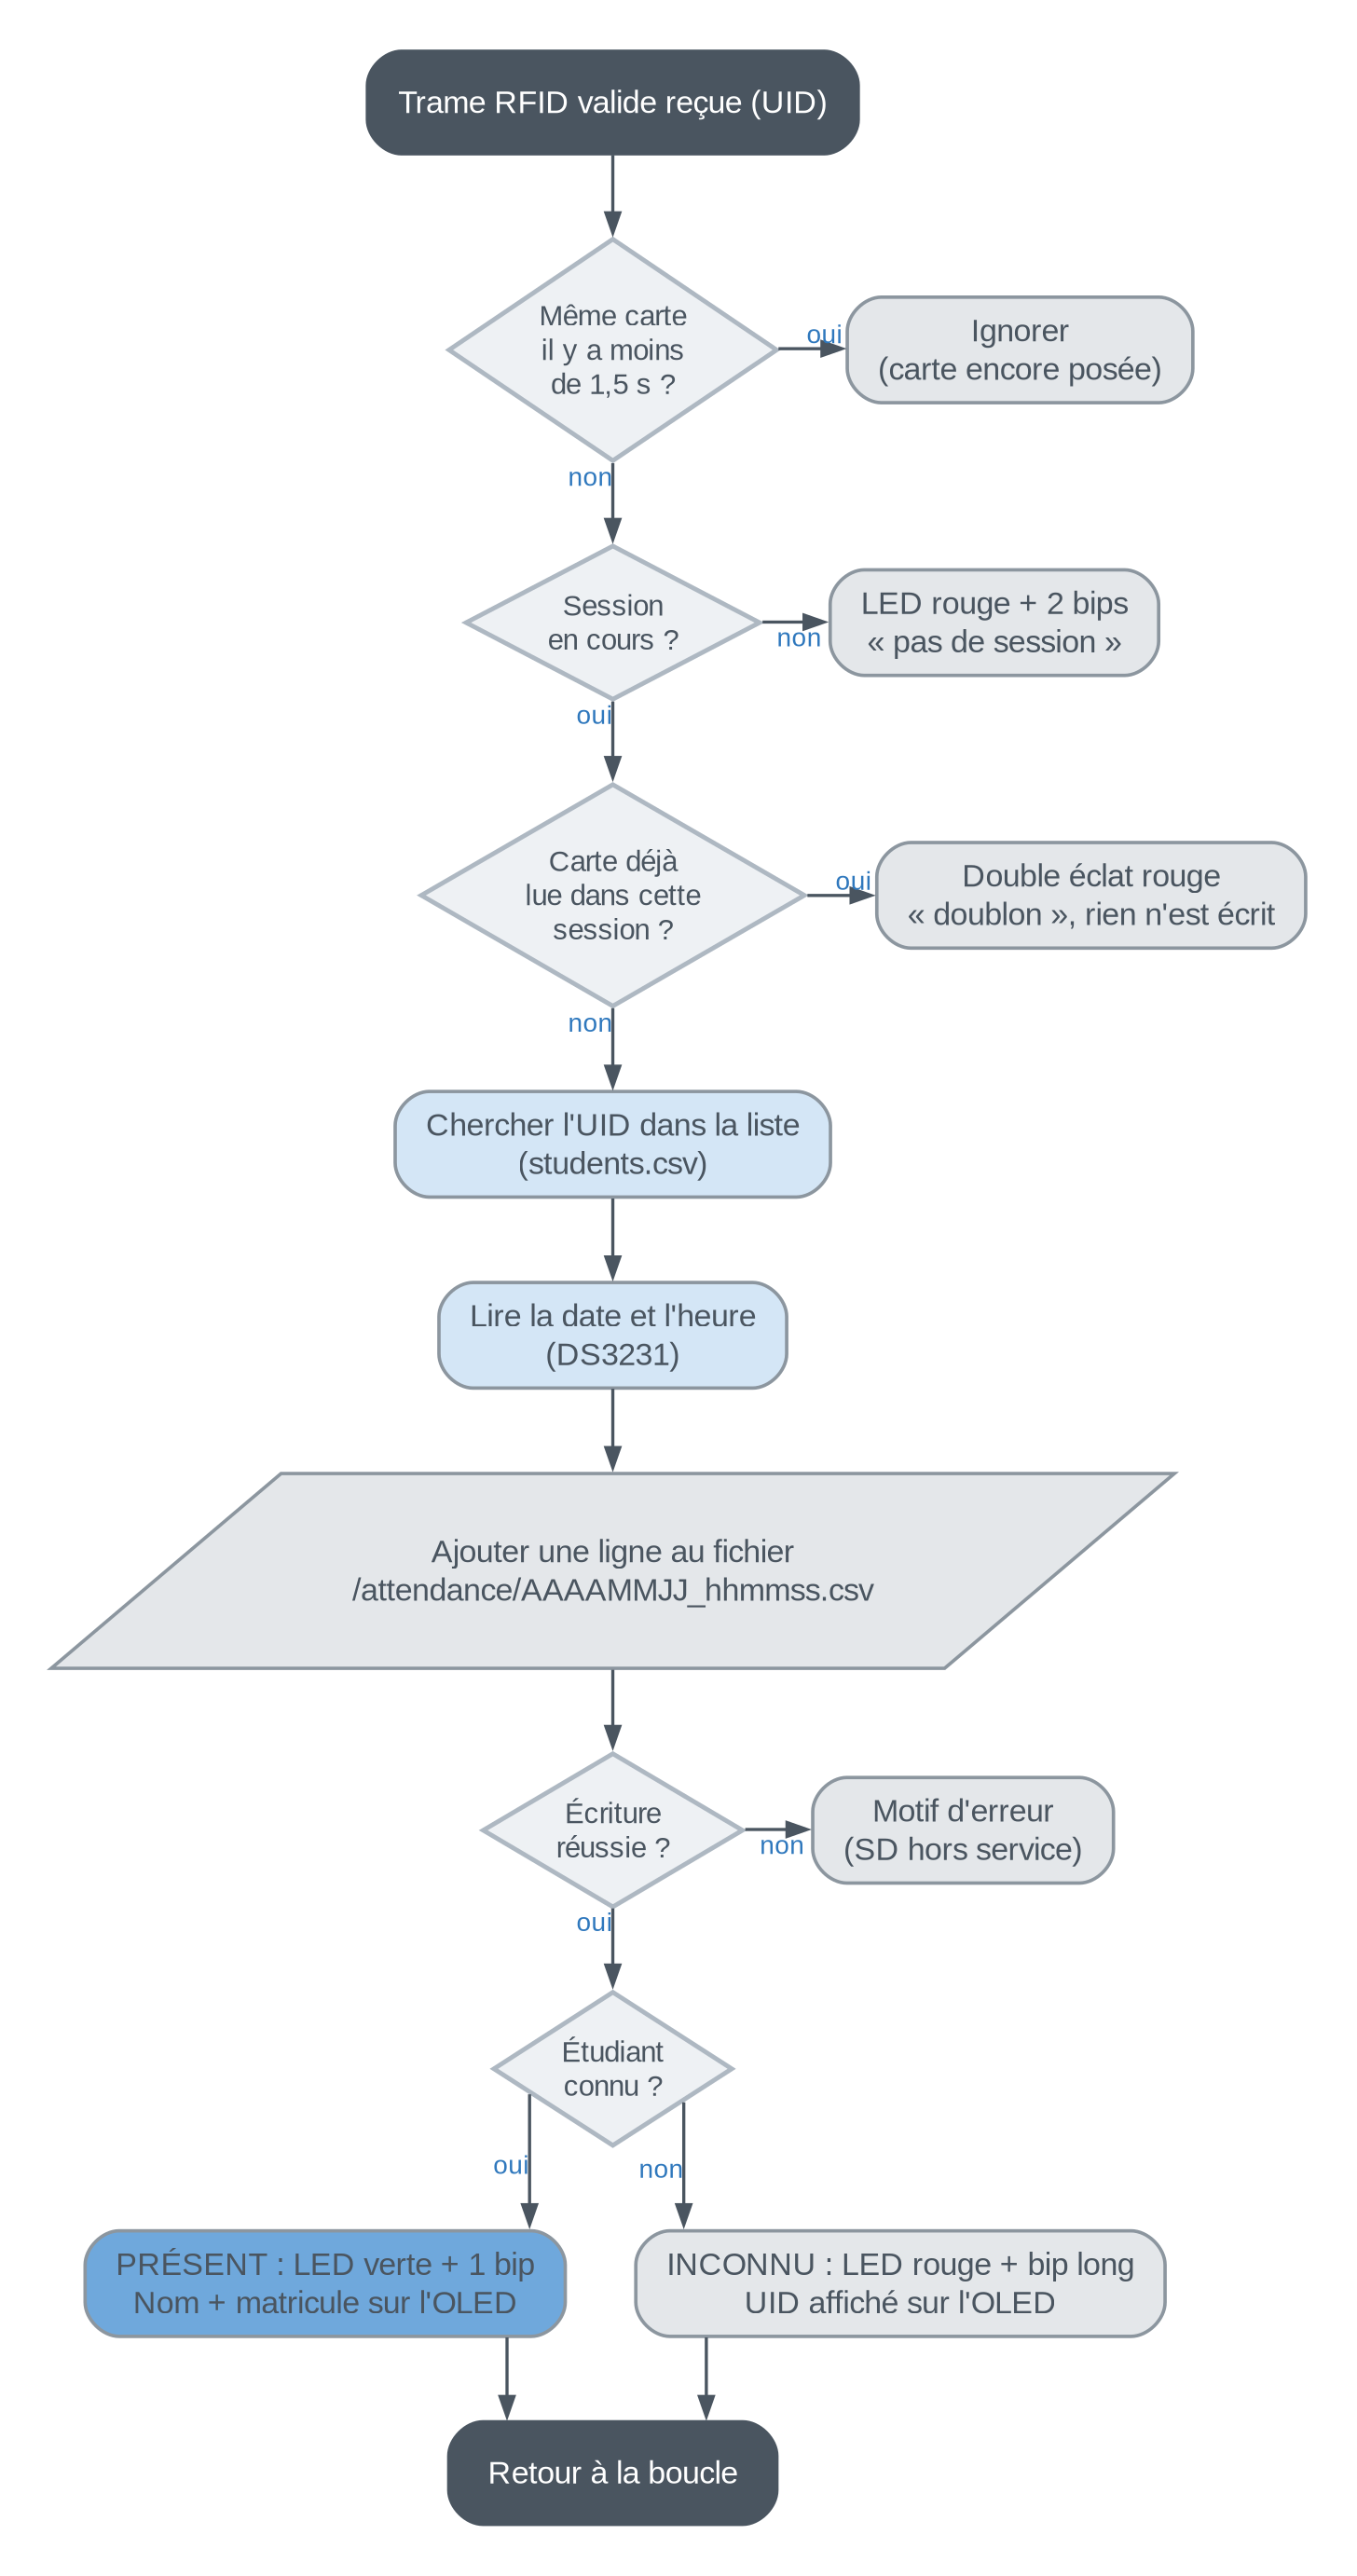 Trame RFID valide reçue (UID)
Même carte
il y a moins
de 1,5 s ?
oui
Ignorer
(carte encore posée)
non
Session
en cours ?
non
LED rouge + 2 bips
« pas de session »
oui
Carte déjà
lue dans cette
session ?
oui
Double éclat rouge
« doublon », rien n'est écrit
non
Chercher l'UID dans la liste
(students.csv)
Lire la date et l'heure
(DS3231)
Ajouter une ligne au fichier
/attendance/AAAAMMJJ_hhmmss.csv
Écriture
réussie ?
non
Motif d'erreur
(SD hors service)
oui
Étudiant
connu ?
oui
non
PRÉSENT : LED verte + 1 bip
Nom + matricule sur l'OLED
INCONNU : LED rouge + bip long
UID affiché sur l'OLED
Retour à la boucle